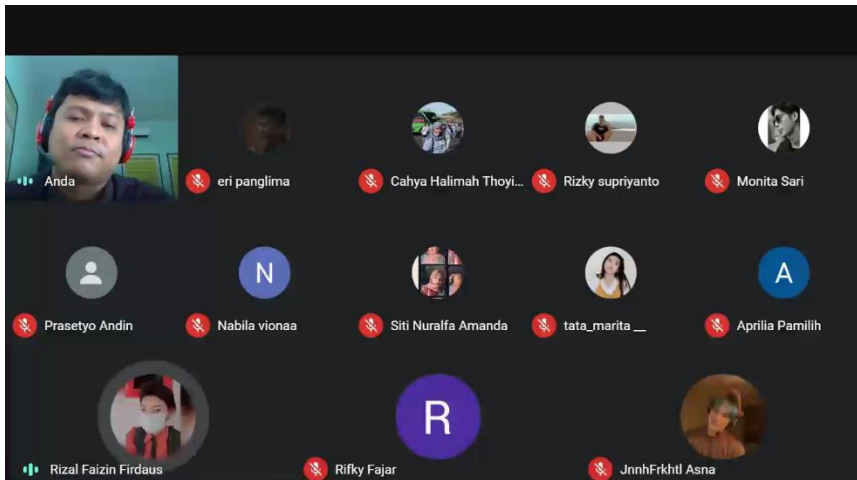 Anda
eri panglima
Cahya Halimah Thoyi...
Rizky supriyanto
Monita Sari
Prasetyo Andin
N
Nabila vionaa
Siti Nuralfa Amanda
tata_marita __
A
Aprilia Pamilih
Rizal Faizin Firdaus
R
Rifky Fajar
JnnhFrkhtl Asna